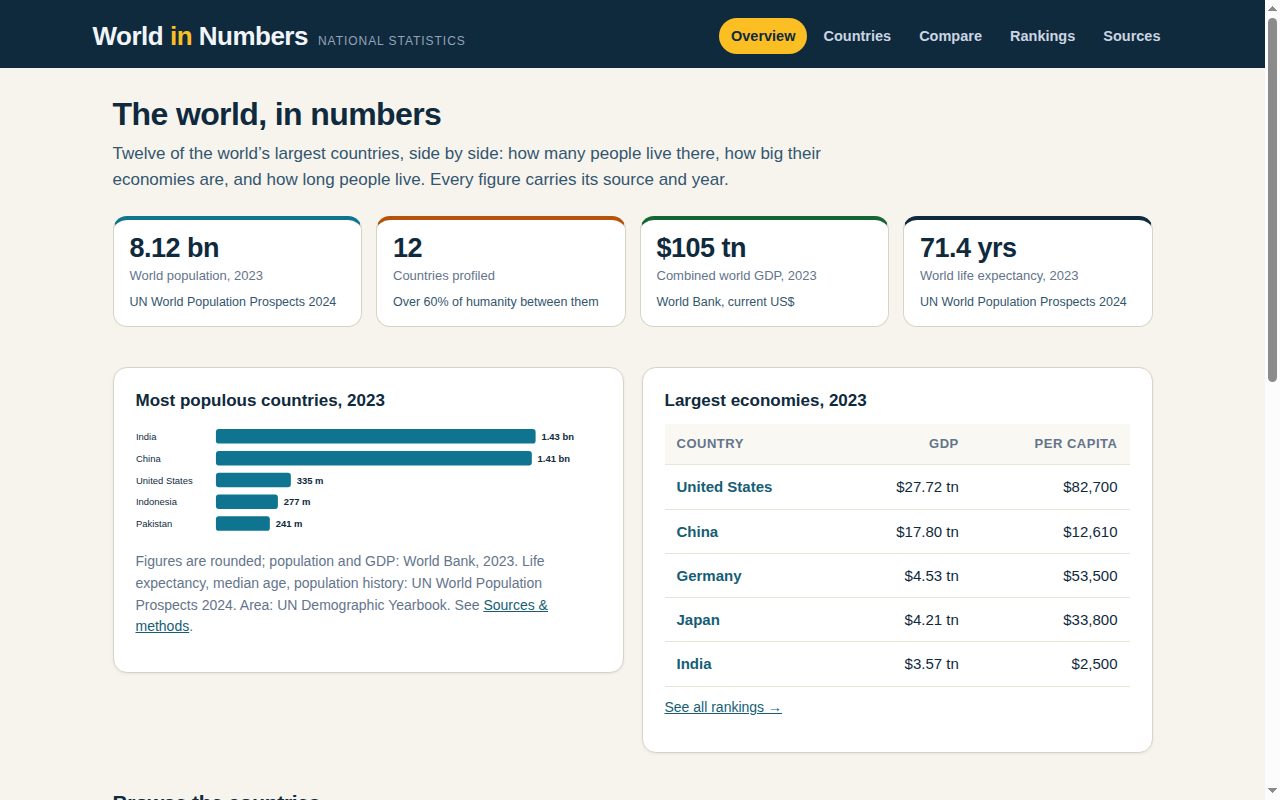 World in Numbers NATIONAL STATISTICS
Overview Countries Compare Rankings Sources
The world, in numbers
Twelve of the world’s largest countries, side by side: how many people live there, how big their
economies are, and how long people live. Every figure carries its source and year.
8.12 bn
World population, 2023
UN World Population Prospects 2024
12
Countries profiled
Over 60% of humanity between them
$105 tn
Combined world GDP, 2023
World Bank, current US$
71.4 yrs
World life expectancy, 2023
UN World Population Prospects 2024
Most populous countries, 2023
India 1.43 bn
China 1.41 bn
United States 335 m
Indonesia 277 m
Pakistan 241 m
Figures are rounded; population and GDP: World Bank, 2023. Life
expectancy, median age, population history: UN World Population
Prospects 2024. Area: UN Demographic Yearbook. See Sources &
methods.
Largest economies, 2023
COUNTRY GDP PER CAPITA
United States $27.72 tn $82,700
China $17.80 tn $12,610
Germany $4.53 tn $53,500
Japan $4.21 tn $33,800
India $3.57 tn $2,500
See all rankings →
Browse the countries